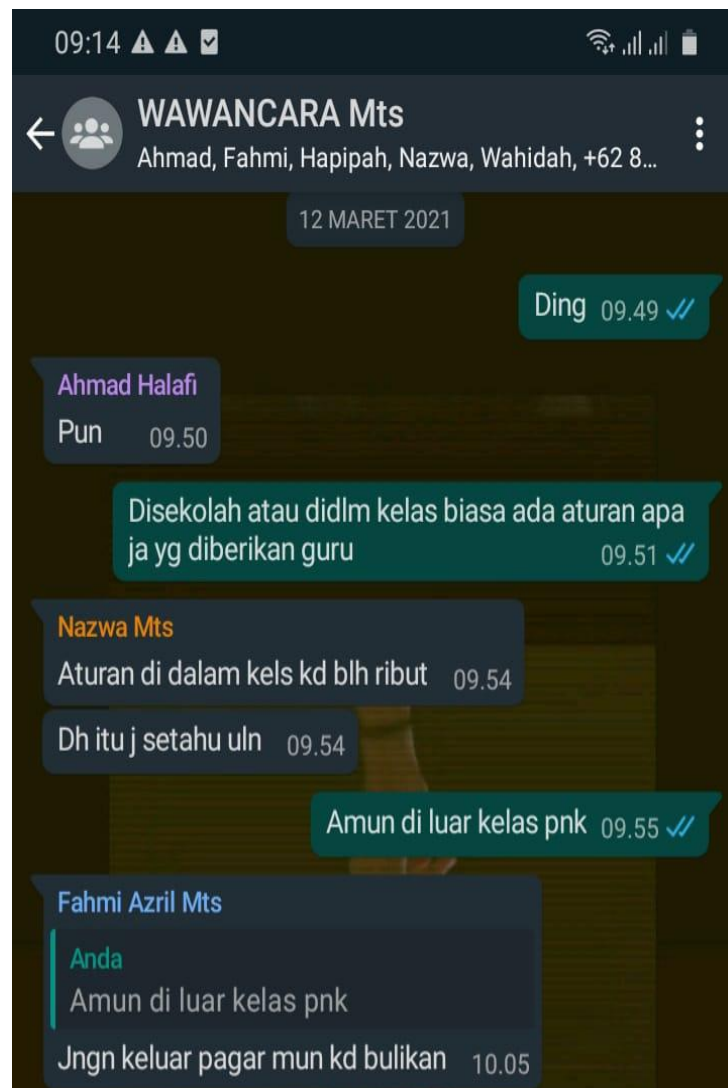 09:14
WAWANCARA Mts
Ahmad, Fahmi, Hapipah, Nazwa, Wahidah, +62 8...
12 MARET 2021
Ding 09.49
Ahmad Halafi
Pun 09.50
Disekolah atau didlm kelas biasa ada aturan apa
ja yg diberikan guru 09.51
Nazwa Mts
Aturan di dalam kels kd blh ribut 09.54
Dh itu j setahu uln 09.54
Amun di luar kelas pnk 09.55
Fahmi Azril Mts
Anda
Amun di luar kelas pnk
Jngn keluar pagar mun kd bulikan 10.05